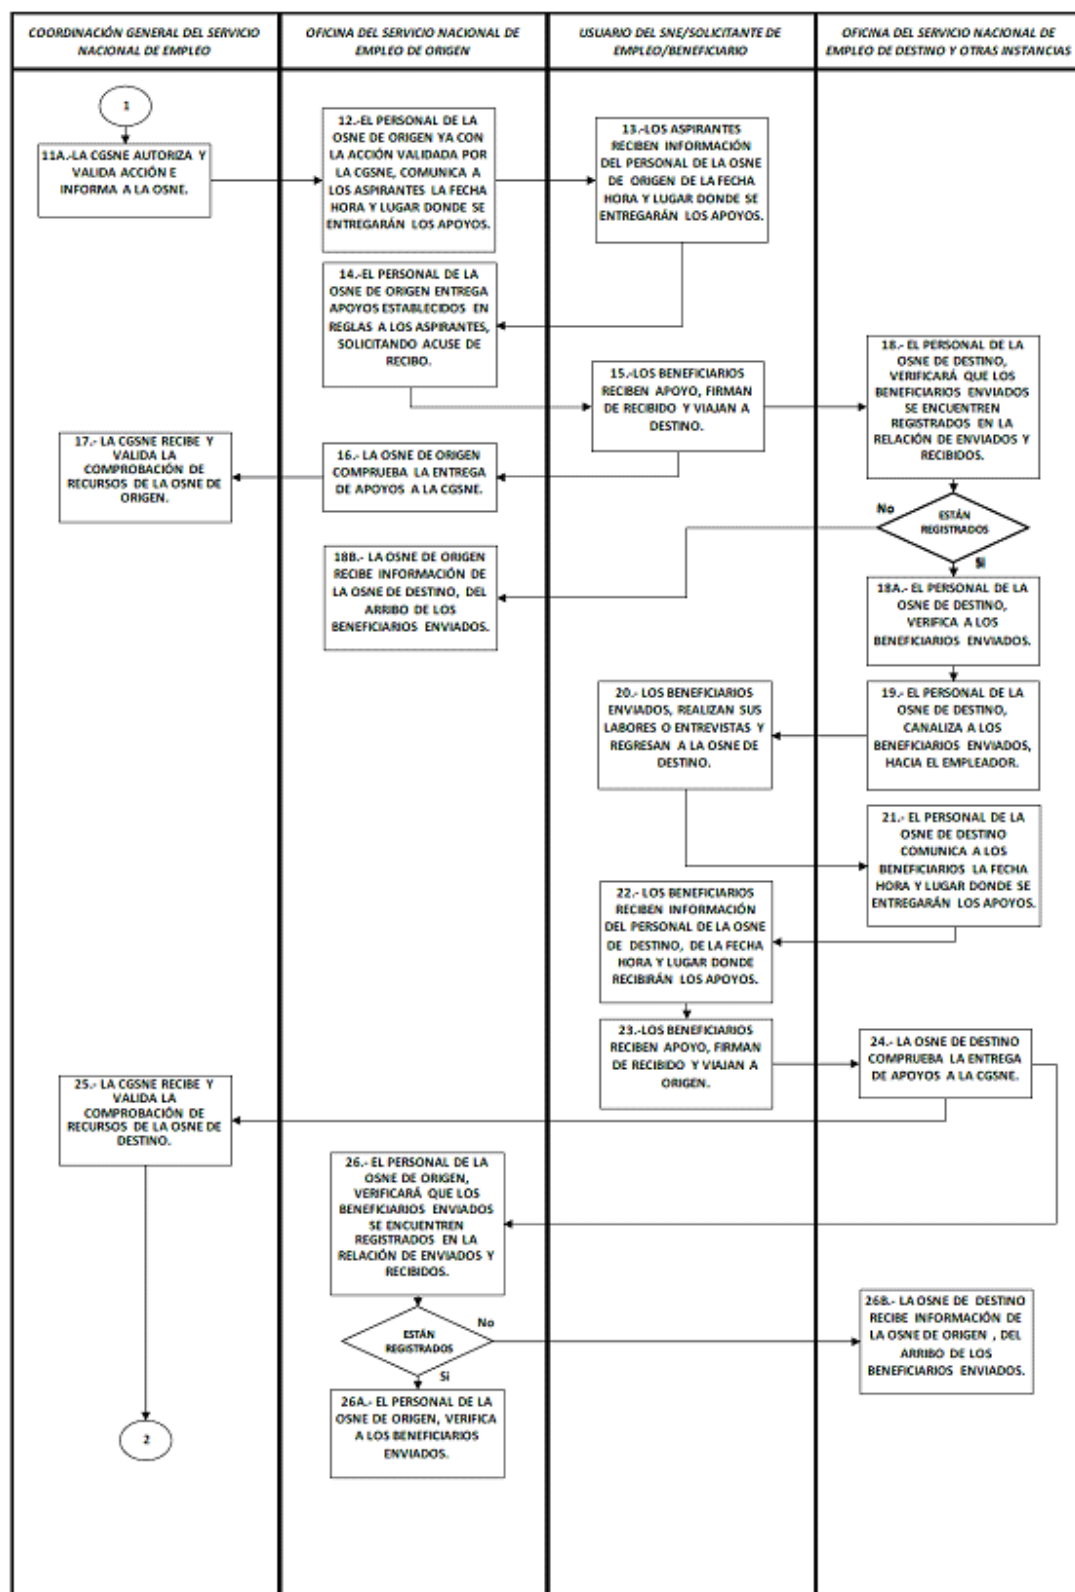 COORDINACIÓN GENERAL DEL SERVICIO
NACIONAL DE EMPLEO
OFICINA DEL SERVICIO NACIONAL DE
EMPLEO DE ORIGEN
USUARIO DEL SNE/SOLICITANTE DE
EMPLEO/BENEFICIARIO
OFICINA DEL SERVICIO NACIONAL DE
EMPLEO DE DESTINO Y OTRAS INSTANCIAS
1
11A.-LA CGSNE AUTORIZA Y
VALIDA ACCIÓN E
INFORMA A LA OSNE.
12.-EL PERSONAL DE LA
OSNE DE ORIGEN YA CON
LA ACCIÓN VALIDADA POR
LA CGSNE, COMUNICA A
LOS ASPIRANTES LA FECHA
HORA Y LUGAR DONDE SE
ENTREGARÁN LOS APOYOS.
13.-LOS ASPIRANTES
RECIBEN INFORMACIÓN
DEL PERSONAL DE LA OSNE
DE ORIGEN DE LA FECHA
HORA Y LUGAR DONDE SE
ENTREGARÁN LOS APOYOS.
14.-EL PERSONAL DE LA
OSNE DE ORIGEN ENTREGA
APOYOS ESTABLECIDOS EN
REGLAS A LOS ASPIRANTES,
SOLICITANDO ACUSE DE
RECIBO.
15.-LOS BENEFICIARIOS
RECIBEN APOYO, FIRMAN
DE RECIBIDO Y VIAJAN A
DESTINO.
18.- EL PERSONAL DE LA
OSNE DE DESTINO,
VERIFICARÁ QUE LOS
BENEFICIARIOS ENVIADOS
SE ENCUENTREN
REGISTRADOS EN LA
RELACIÓN DE ENVIADOS Y
RECIBIDOS.
17.- LA CGSNE RECIBE Y
VALIDA LA
COMPROBACIÓN DE
RECURSOS DE LA OSNE DE
ORIGEN.
16.- LA OSNE DE ORIGEN
COMPRUEBA LA ENTREGA
DE APOYOS A LA CGSNE.
No
ESTÁN
REGISTRADOS
Si
18B.- LA OSNE DE ORIGEN
RECIBE INFORMACIÓN DE
LA OSNE DE DESTINO, DEL
ARRIBO DE LOS
BENEFICIARIOS ENVIADOS.
18A.- EL PERSONAL DE LA
OSNE DE DESTINO,
VERIFICA A LOS
BENEFICIARIOS ENVIADOS.
20.- LOS BENEFICIARIOS
ENVIADOS, REALIZAN SUS
LABORES O ENTREVISTAS Y
REGRESAN A LA OSNE DE
DESTINO.
19.- EL PERSONAL DE LA
OSNE DE DESTINO,
CANALIZA A LOS
BENEFICIARIOS ENVIADOS,
HACIA EL EMPLEADOR.
21.- EL PERSONAL DE LA
OSNE DE DESTINO
COMUNICA A LOS
BENEFICIARIOS LA FECHA
HORA Y LUGAR DONDE SE
ENTREGARÁN LOS APOYOS.
22.- LOS BENEFICIARIOS
RECIBEN INFORMACIÓN
DEL PERSONAL DE LA OSNE
DE DESTINO, DE LA FECHA
HORA Y LUGAR DONDE
RECIBIRÁN LOS APOYOS.
23.-LOS BENEFICIARIOS
RECIBEN APOYO, FIRMAN
DE RECIBIDO Y VIAJAN A
ORIGEN.
24.- LA OSNE DE DESTINO
COMPRUEBA LA ENTREGA
DE APOYOS A LA CGSNE.
25.- LA CGSNE RECIBE Y
VALIDA LA
COMPROBACIÓN DE
RECURSOS DE LA OSNE DE
DESTINO.
26.- EL PERSONAL DE LA
OSNE DE ORIGEN,
VERIFICARÁ QUE LOS
BENEFICIARIOS ENVIADOS
SE ENCUENTREN
REGISTRADOS EN LA
RELACIÓN DE ENVIADOS Y
RECIBIDOS.
ESTÁN
REGISTRADOS
No
Si
26B.- LA OSNE DE DESTINO
RECIBE INFORMACIÓN DE
LA OSNE DE ORIGEN , DEL
ARRIBO DE LOS
BENEFICIARIOS ENVIADOS.
26A.- EL PERSONAL DE LA
OSNE DE ORIGEN, VERIFICA
A LOS BENEFICIARIOS
ENVIADOS.
2